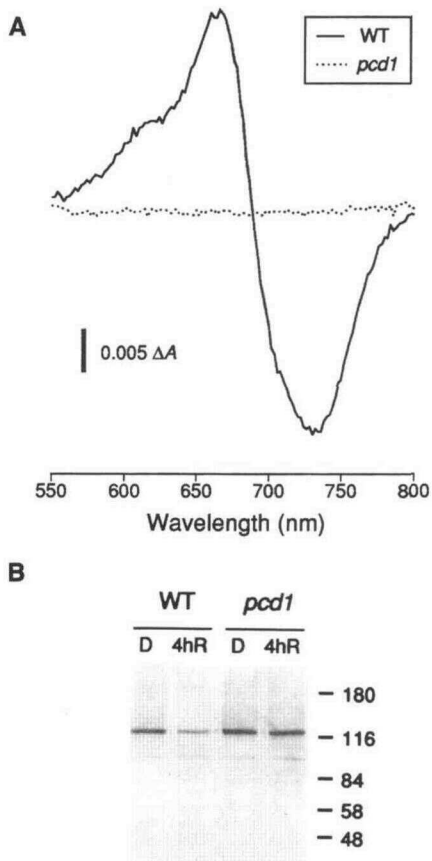 A
WT
pcd1
0.005 ΔA
550 600 650 700 750 800
Wavelength (nm)
B
WT pcd1
D 4hR D 4hR
180
116
84
58
48